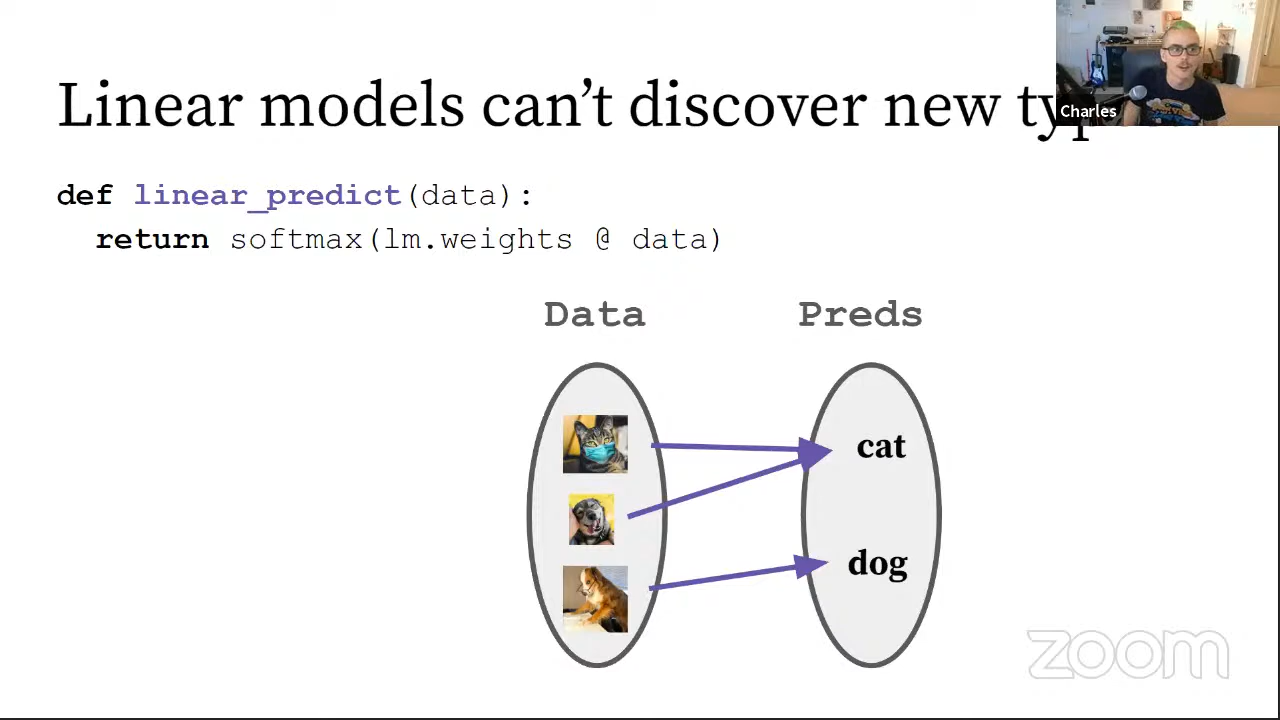 Linear models can't discover new
Charles
def linear_predict(data):
return softmax(lm.weights @ data)
Data Preds
cat
dog
zoom